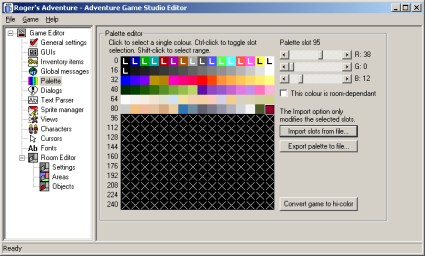 Roger's Adventure - Adventure Game Studio Editor
File Game Help
Game Editor
General settings
GUIs
Inventory items
Global messages
Palette
Dialogs
Text Parser
Sprite manager
Views
Characters
Cursors
Fonts
Room Editor
Settings
Areas
Objects
Palette editor
Click to select a single colour. Ctrl-click to toggle slot
selection. Shift-click to select range.
0
16
32
48
64
80
96
112
128
144
160
176
192
208
224
240
Palette slot 95
R: 38
G: 0
B: 12
This colour is room-dependant
The Import option only
modifies the selected slots.
Import slots from file...
Export palette to file...
Convert game to hi-color
Ready